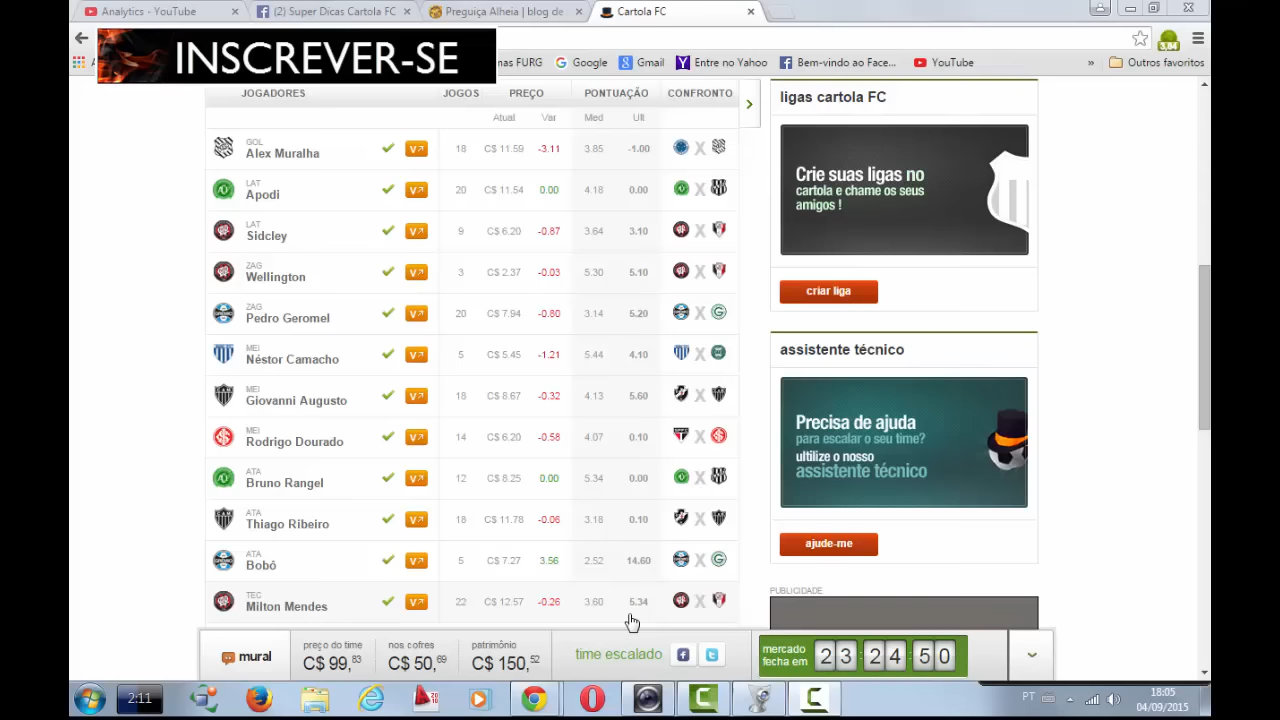 Analytics - YouTube
(2) Super Dicas Cartola FC
Preguiça Alheia | blog de
Cartola FC
INSCREVER-SE
nas FURG
Google
Gmail
Entre no Yahoo
Bem-vindo ao Face...
YouTube
»
Outros favoritos
3,84
JOGADORES JOGOS PREÇO PONTUAÇÃO CONFRONTO
Atual Var Med Ult
GOL
Alex Muralha V 18 C$ 11.59 -3.11 3.85 -1.00 X
LAT
Apodi V 20 C$ 11.54 0.00 4.18 0.00 X
LAT
Sidcley V 9 C$ 6.20 -0.87 3.64 3.10 X
ZAG
Wellington V 3 C$ 2.37 -0.03 5.30 5.10 X
ZAG
Pedro Geromel V 20 C$ 7.94 -0.80 3.14 5.20 X
MEI
Néstor Camacho V 5 C$ 5.45 -1.21 5.44 4.10 X
MEI
Giovanni Augusto V 18 C$ 8.67 -0.32 4.13 5.60 X
MEI
Rodrigo Dourado V 14 C$ 6.20 -0.58 4.07 0.10 X
ATA
Bruno Rangel V 12 C$ 8.25 0.00 5.34 0.00 X
ATA
Thiago Ribeiro V 18 C$ 11.78 -0.06 3.18 0.10 X
ATA
Bobô V 5 C$ 7.27 3.56 2.52 14.60 X
TEC
Milton Mendes V 22 C$ 12.57 -0.26 3.60 5.34 X
ligas cartola FC
Crie suas ligas no
cartola e chame os seus
amigos !
criar liga
assistente técnico
Precisa de ajuda
para escalar o seu time?
ultilize o nosso
assistente técnico
ajude-me
PUBLICIDADE
mural
preço do time
C$ 99,83
nos cofres
C$ 50,69
patrimônio
C$ 150,52
time escalado
mercado
fecha em
23:24:50
2:11
PT
18:05
04/09/2015